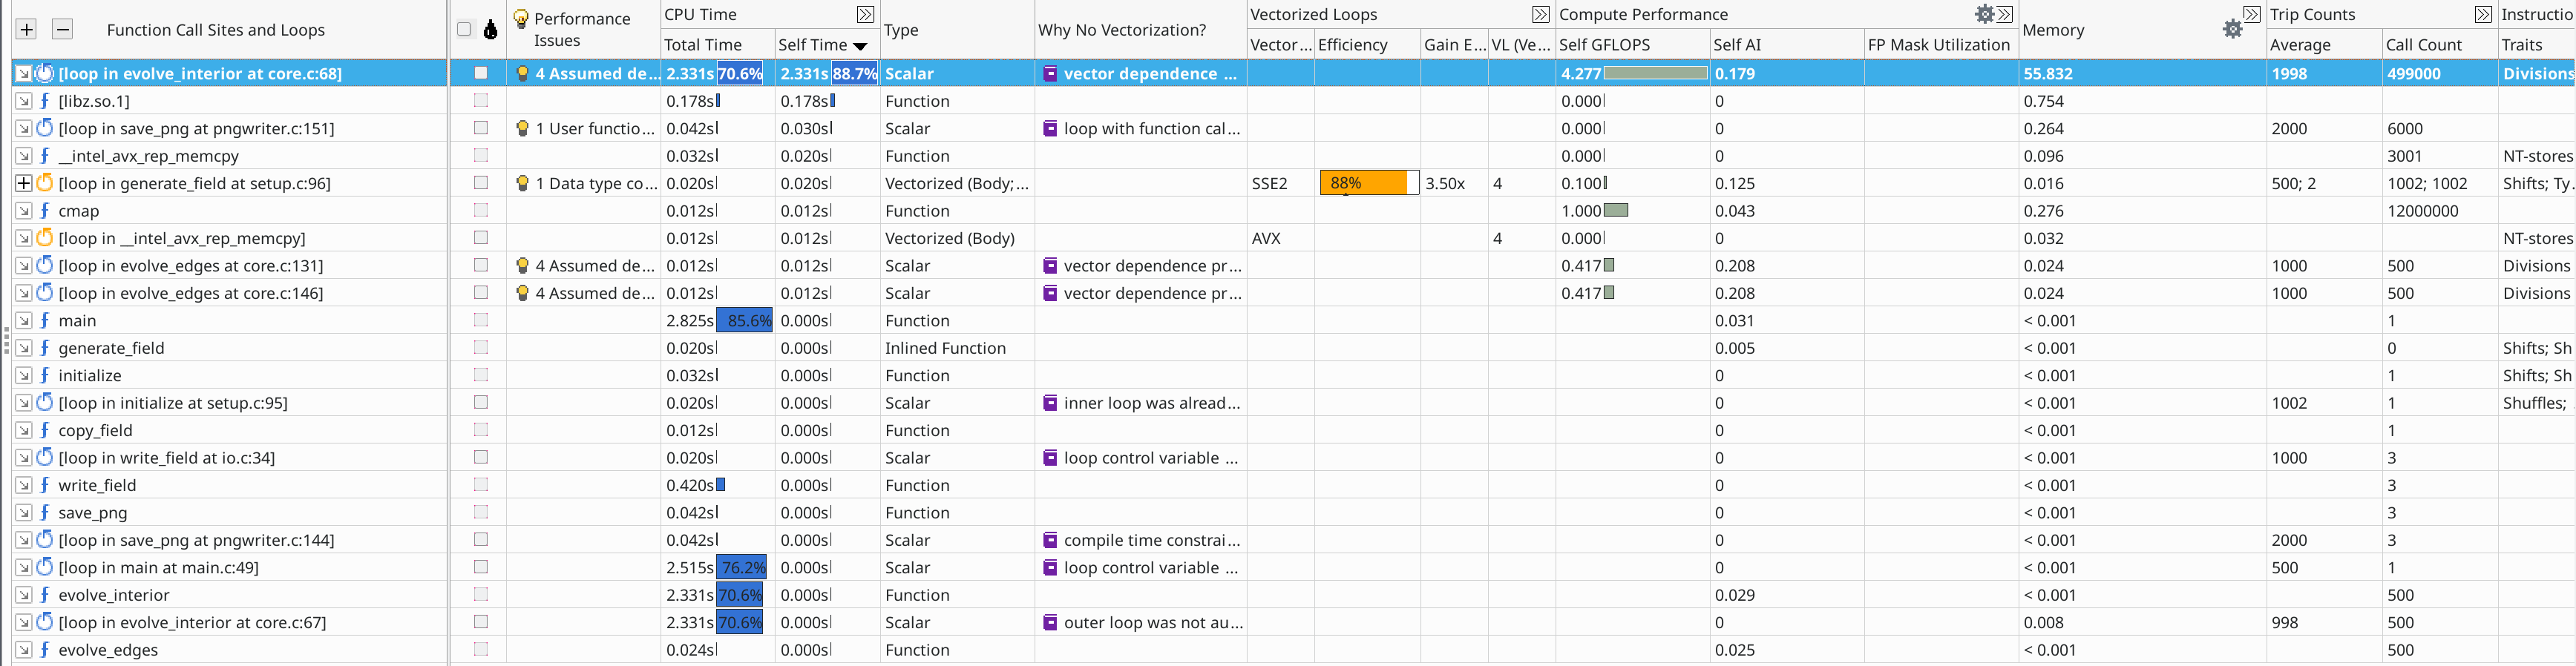 Function Call Sites and Loops Performance Issues CPU Time Type Why No Vectorization? Vectorized Loops Compute Performance Memory Trip Counts Instructio
Total Time Self Time Vector... Efficiency Gain E... VL (Ve... Self GFLOPS Self AI FP Mask Utilization Average Call Count Traits
[loop in evolve_interior at core.c:68] 4 Assumed de... 2.331s 70.6% 2.331s 88.7% Scalar vector dependence ... 4.277 0.179 55.832 1998 499000 Divisions
[libz.so.1] 0.178s 0.178s Function 0.000 0 0.754
[loop in save_png at pngwriter.c:151] 1 User functio... 0.042s 0.030s Scalar loop with function cal... 0.000 0 0.264 2000 6000
__intel_avx_rep_memcpy 0.032s 0.020s Function 0.000 0 0.096 3001 NT-stores
[loop in generate_field at setup.c:96] 1 Data type co... 0.020s 0.020s Vectorized (Body;... SSE2 88% 3.50x 4 0.100 0.125 0.016 500; 2 1002; 1002 Shifts; Ty.
cmap 0.012s 0.012s Function 1.000 0.043 0.276 12000000
[loop in __intel_avx_rep_memcpy] 0.012s 0.012s Vectorized (Body) AVX 4 0.000 0 0.032 NT-stores
[loop in evolve_edges at core.c:131] 4 Assumed de... 0.012s 0.012s Scalar vector dependence pr... 0.417 0.208 0.024 1000 500 Divisions
[loop in evolve_edges at core.c:146] 4 Assumed de... 0.012s 0.012s Scalar vector dependence pr... 0.417 0.208 0.024 1000 500 Divisions
main 2.825s 85.6% 0.000s Function 0.031 < 0.001 1
generate_field 0.020s 0.000s Inlined Function 0.005 < 0.001 0 Shifts; Sh
initialize 0.032s 0.000s Function 0 < 0.001 1 Shifts; Sh
[loop in initialize at setup.c:95] 0.020s 0.000s Scalar inner loop was alread... 0 < 0.001 1002 1 Shuffles;
copy_field 0.012s 0.000s Function 0 < 0.001 1
[loop in write_field at io.c:34] 0.020s 0.000s Scalar loop control variable ... 0 < 0.001 1000 3
write_field 0.420s 0.000s Function 0 < 0.001 3
save_png 0.042s 0.000s Function 0 < 0.001 3
[loop in save_png at pngwriter.c:144] 0.042s 0.000s Scalar compile time constrai... 0 < 0.001 2000 3
[loop in main at main.c:49] 2.515s 76.2% 0.000s Scalar loop control variable ... 0 < 0.001 500 1
evolve_interior 2.331s 70.6% 0.000s Function 0.029 < 0.001 500
[loop in evolve_interior at core.c:67] 2.331s 70.6% 0.000s Scalar outer loop was not au... 0 0.008 998 500
evolve_edges 0.024s 0.000s Function 0.025 < 0.001 500